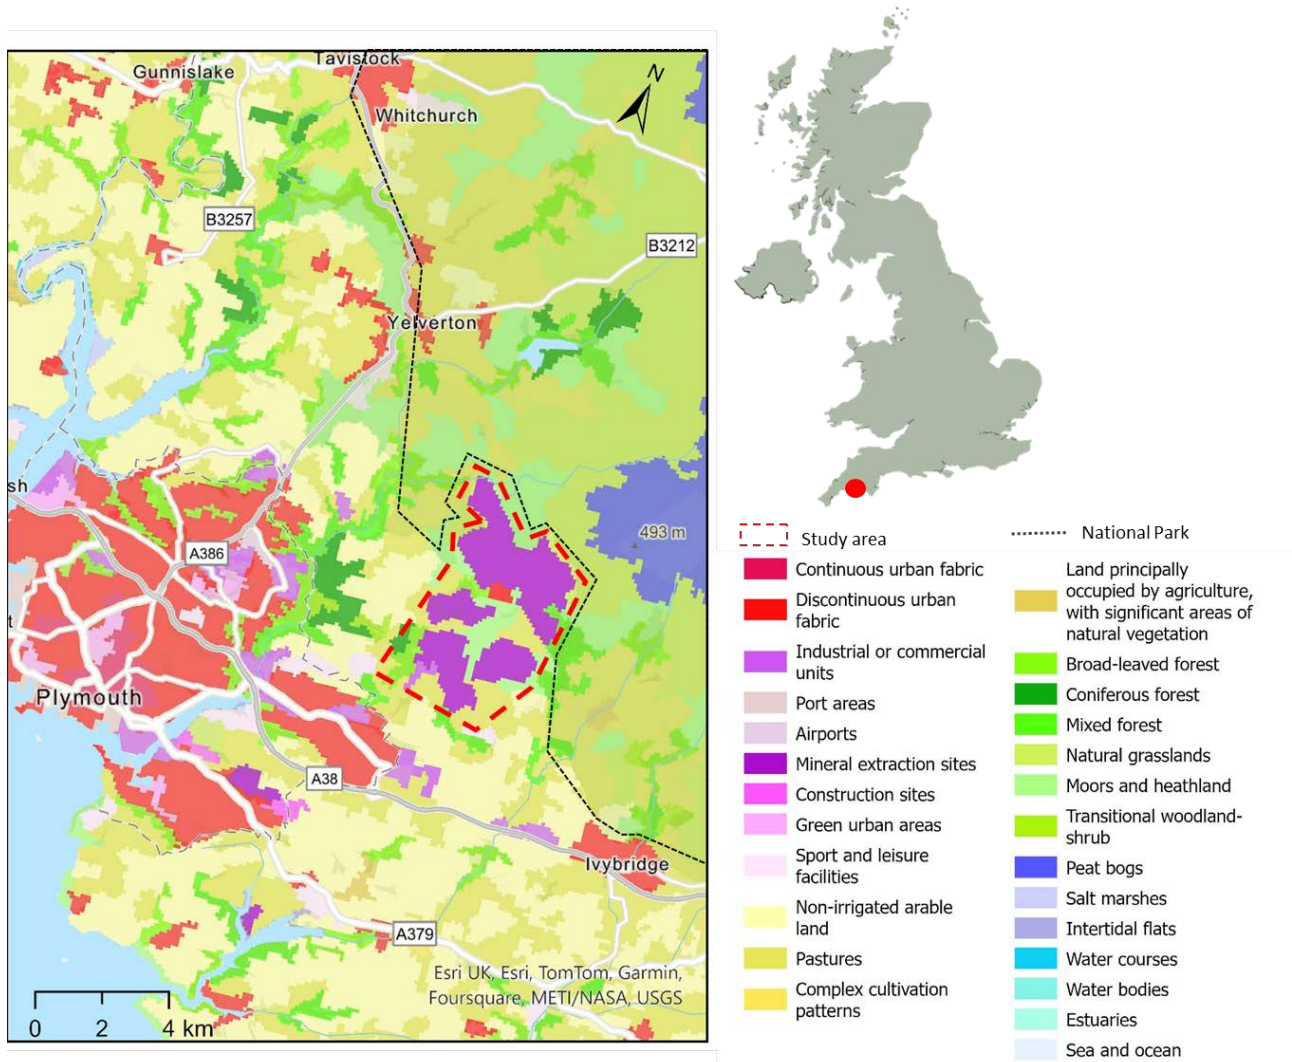 Tavistock
Gunnislake
N
Whitchurch
B3257
B3212
Yelverton
sh
493 m
A386
t
Plymouth
A38
Ivybridge
A379
Esri UK, Esri, TomTom, Garmin,
Foursquare, METI/NASA, USGS
0 2 4 km
Study area
Continuous urban fabric
Discontinuous urban
fabric
Industrial or commercial
units
Port areas
Airports
Mineral extraction sites
Construction sites
Green urban areas
Sport and leisure
facilities
Non-irrigated arable
land
Pastures
Complex cultivation
patterns
National Park
Land principally
occupied by agriculture,
with significant areas of
natural vegetation
Broad-leaved forest
Coniferous forest
Mixed forest
Natural grasslands
Moors and heathland
Transitional woodland-
shrub
Peat bogs
Salt marshes
Intertidal flats
Water courses
Water bodies
Estuaries
Sea and ocean